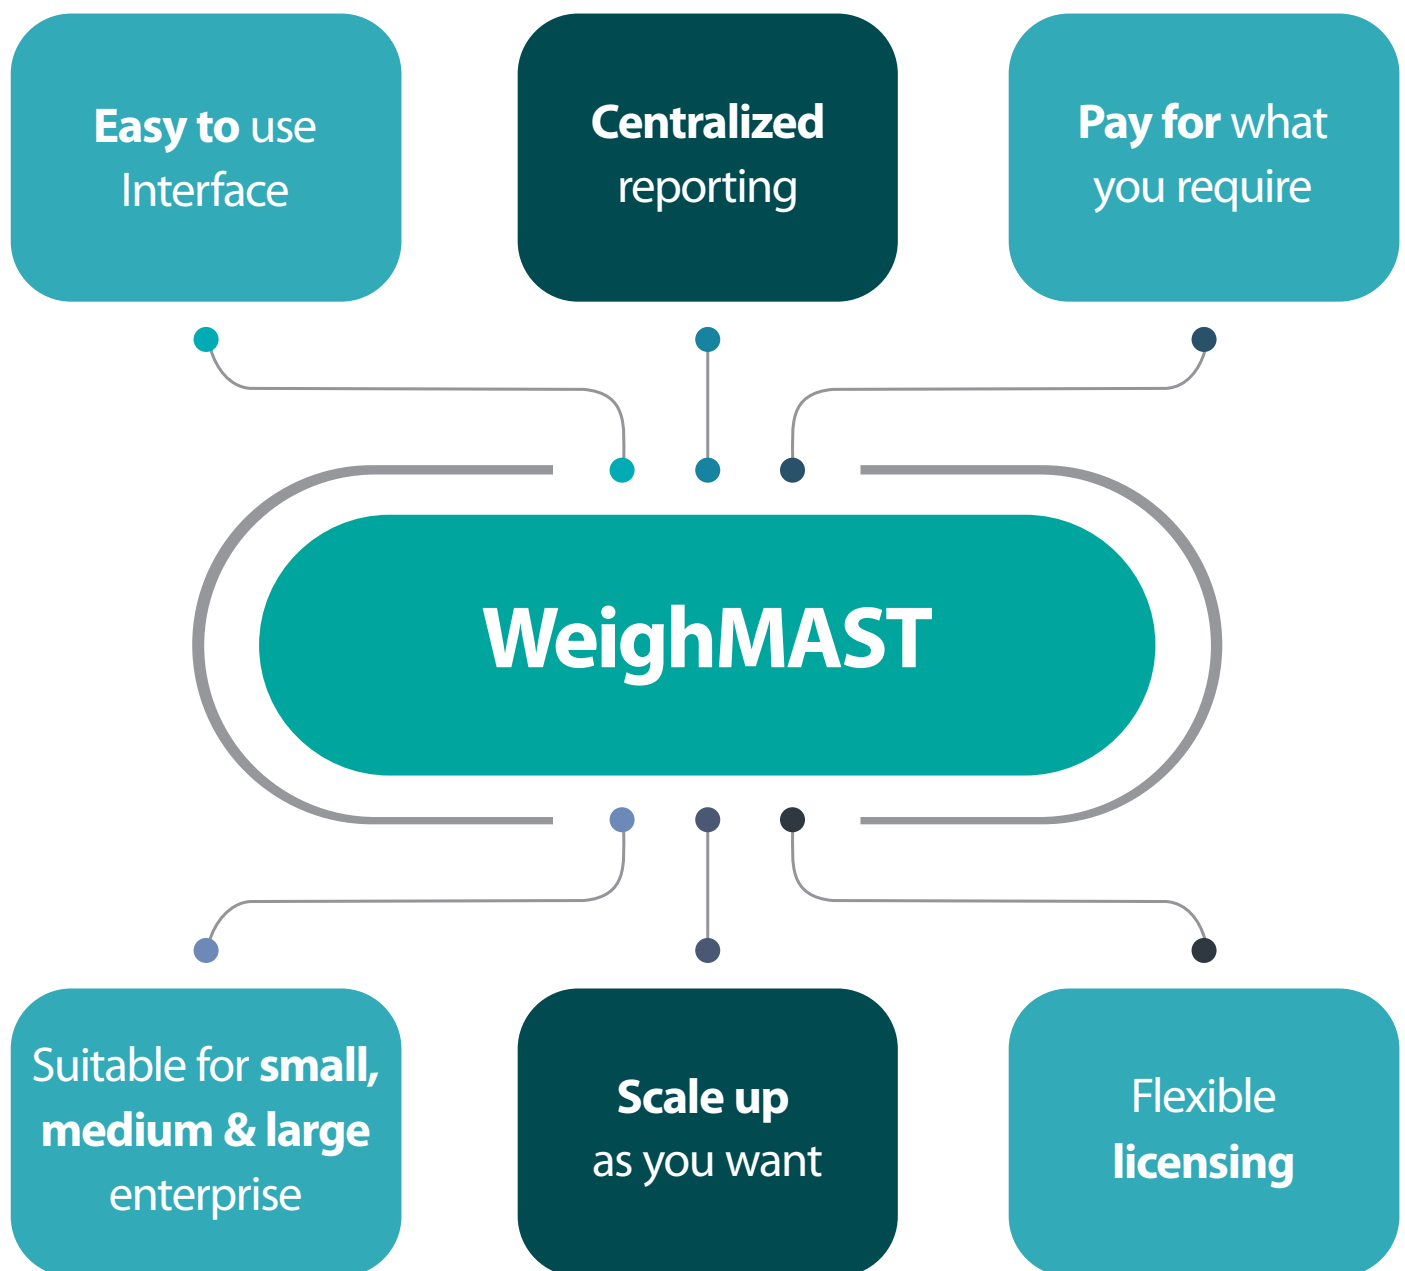 Easy to use
Interface
Centralized
reporting
Pay for what
you require
WeighMAST
Suitable for small,
medium & large
enterprise
Scale up
as you want
Flexible
licensing